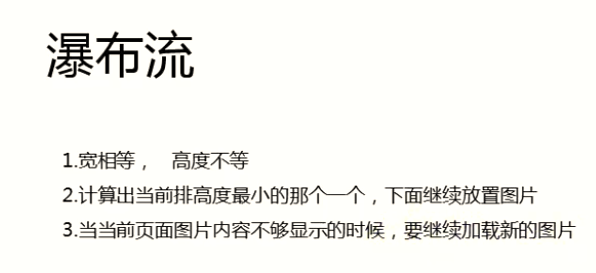 瀑布流
1.宽相等， 高度不等
2.计算出当前排高度最小的那个一个，下面继续放置图片
3.当当前页面图片内容不够显示的时候，要继续加载新的图片